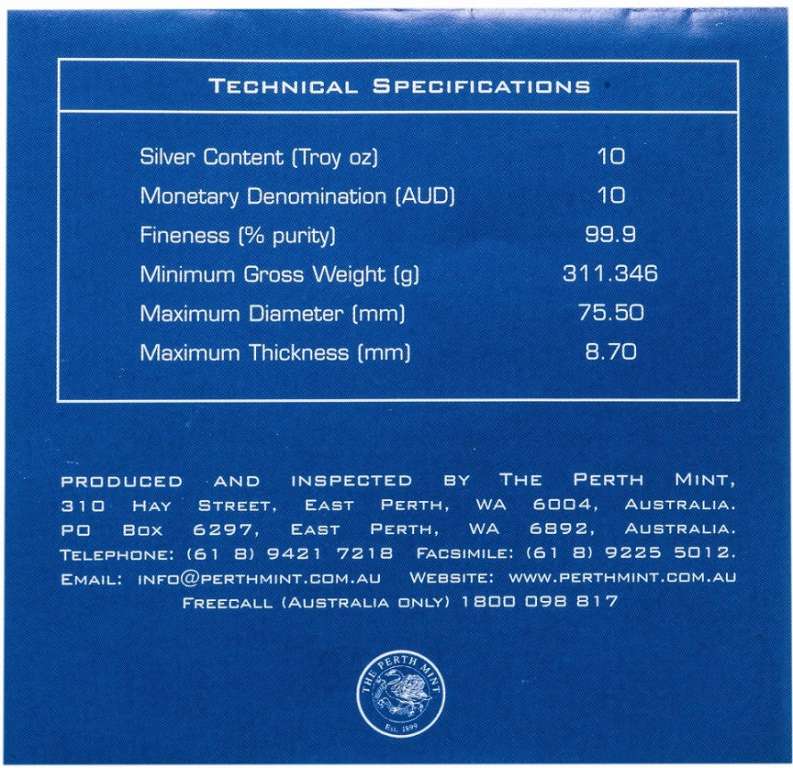 TECHNICAL SPECIFICATIONS
Silver Content (Troy oz) 10
Monetary Denomination (AUD) 10
Fineness (% purity) 99.9
Minimum Gross Weight (g) 311.346
Maximum Diameter (mm) 75.50
Maximum Thickness (mm) 8.70
PRODUCED AND INSPECTED BY THE PERTH MINT,
310 HAY STREET, EAST PERTH, WA 6004, AUSTRALIA.
PO BOX 6297, EAST PERTH, WA 6892, AUSTRALIA.
TELEPHONE: (61 8) 9421 7218 FACSIMILE: (61 8) 9225 5012.
EMAIL: INFO@PERTHMINT.COM.AU WEBSITE: WWW.PERTHMINT.COM.AU
FREECALL (AUSTRALIA ONLY) 1800 098 817
THE PERTH MINT
Est. 1899